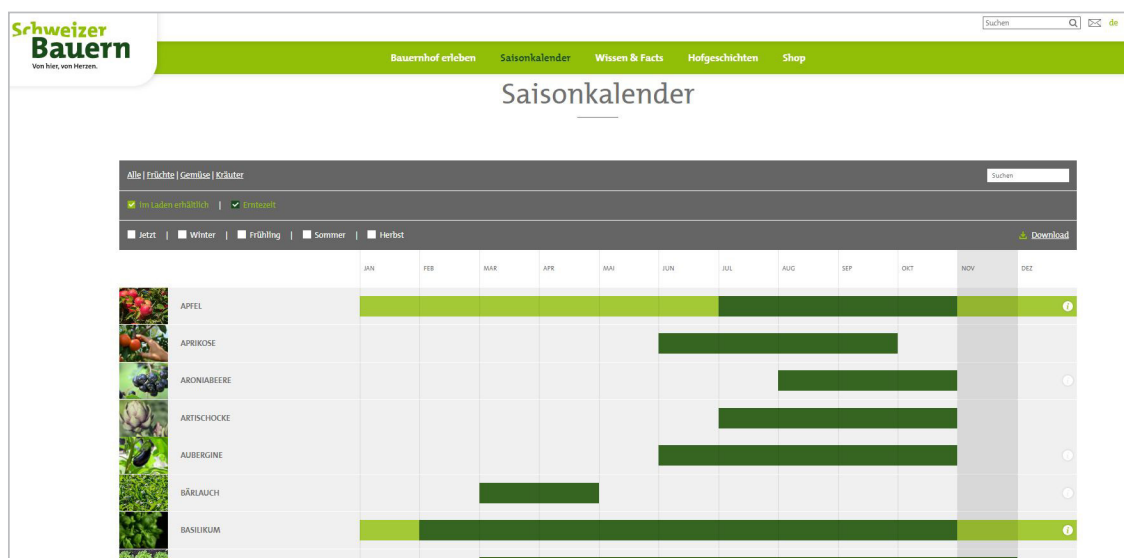 Schweizer
Bauern
Von hier, von Herzen.
Suchen
de
Bauernhof erleben Saisonkalender Wissen & Facts Hofgeschichten Shop
Saisonkalender
Alle | Früchte | Gemüse | Kräuter
Suchen
Im Laden erhältlich | Erntezeit
Jetzt | Winter | Frühling | Sommer | Herbst
Download
JAN FEB MAR APR MAI JUN JUL AUG SEP OKT NOV DEZ
APFEL
APRIKOSE
ARONIABEERE
ARTISCHOCKE
AUBERGINE
BÄRLAUCH
BASILIKUM